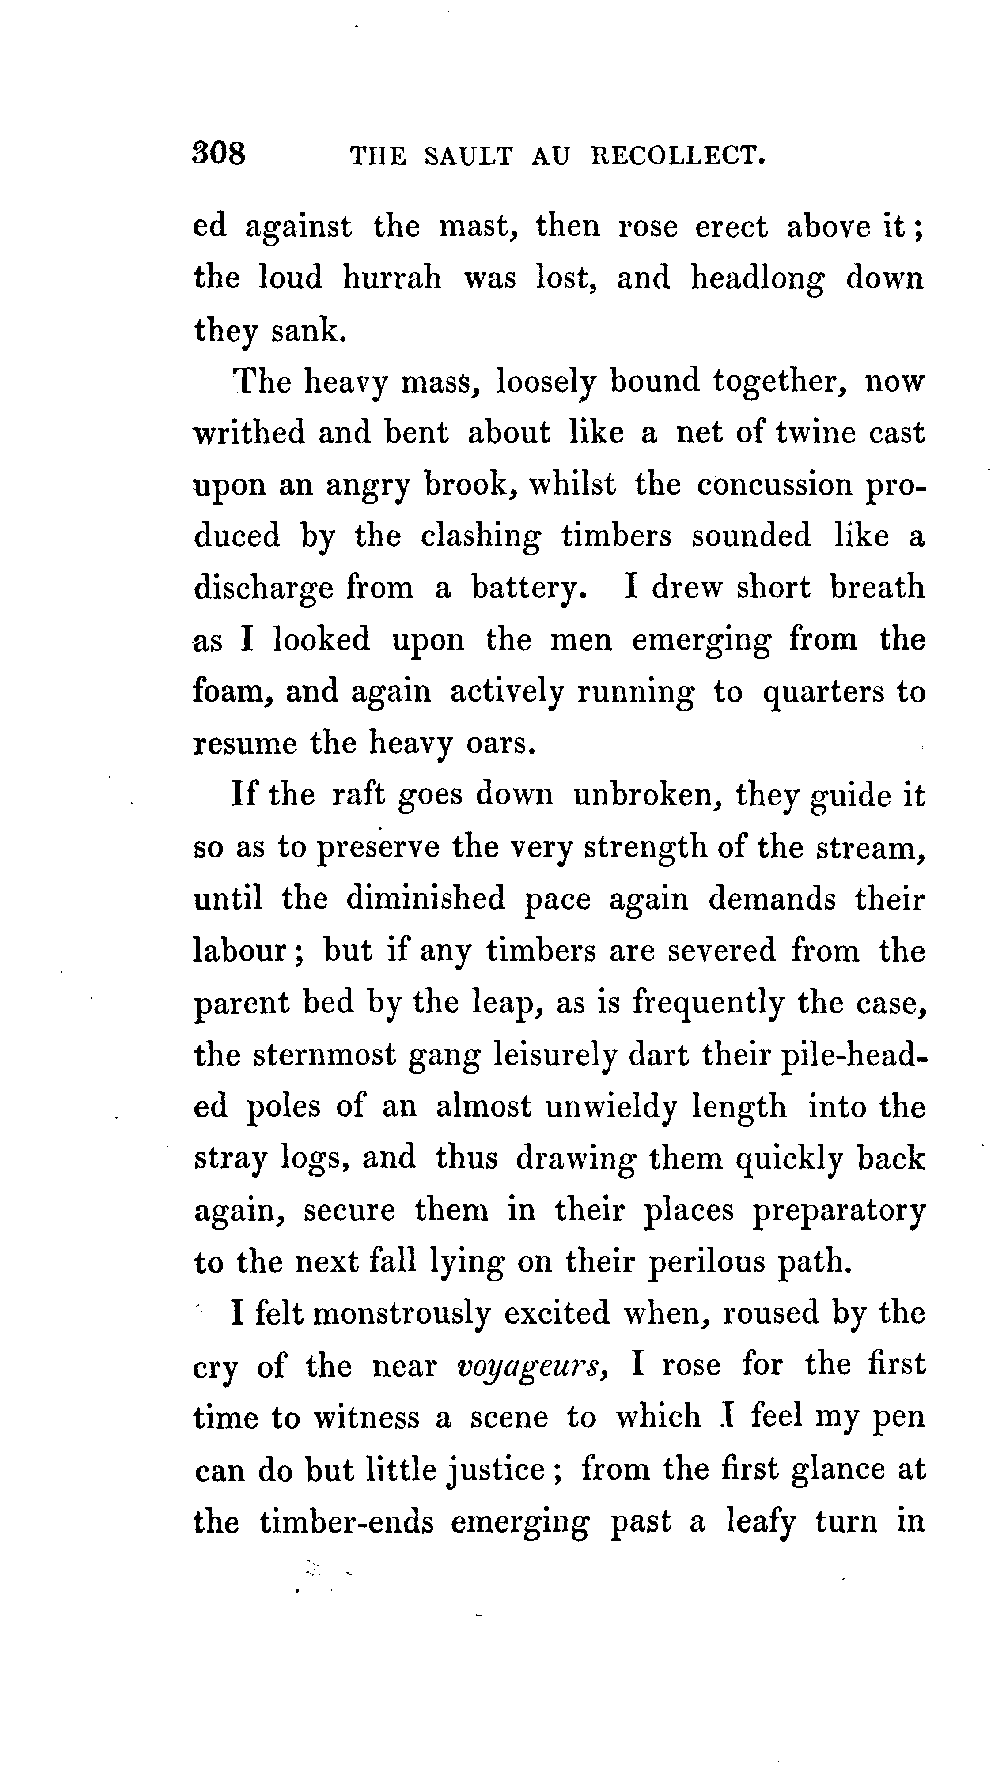 308 THE SAULT AU RECOLLECT.
ed against the mast, then rose erect above it ;
the loud hurrah was lost, and headlong down
they sank.
The heavy mass, loosely bound together, now
writhed and bent about like a net of twine cast
upon an angry brook, whilst the concussion pro-
duced by the clashing timbers sounded like a
discharge from a battery. I drew short breath
as I looked upon the men emerging from the
foam, and again actively running to quarters to
resume the heavy oars.
If the raft goes down unbroken, they guide it
so as to preserve the very strength of the stream,
until the diminished pace again demands their
labour ; but if any timbers are severed from the
parent bed by the leap, as is frequently the case,
the sternmost gang leisurely dart their pile-head-
ed poles of an almost unwieldy length into the
stray logs, and thus drawing them quickly back
again, secure them in their places preparatory
to the next fall lying on their perilous path.
I felt monstrously excited when, roused by the
cry of the near voyageurs, I rose for the first
time to witness a scene to which I feel my pen
can do but little justice ; from the first glance at
the timber-ends emerging past a leafy turn in